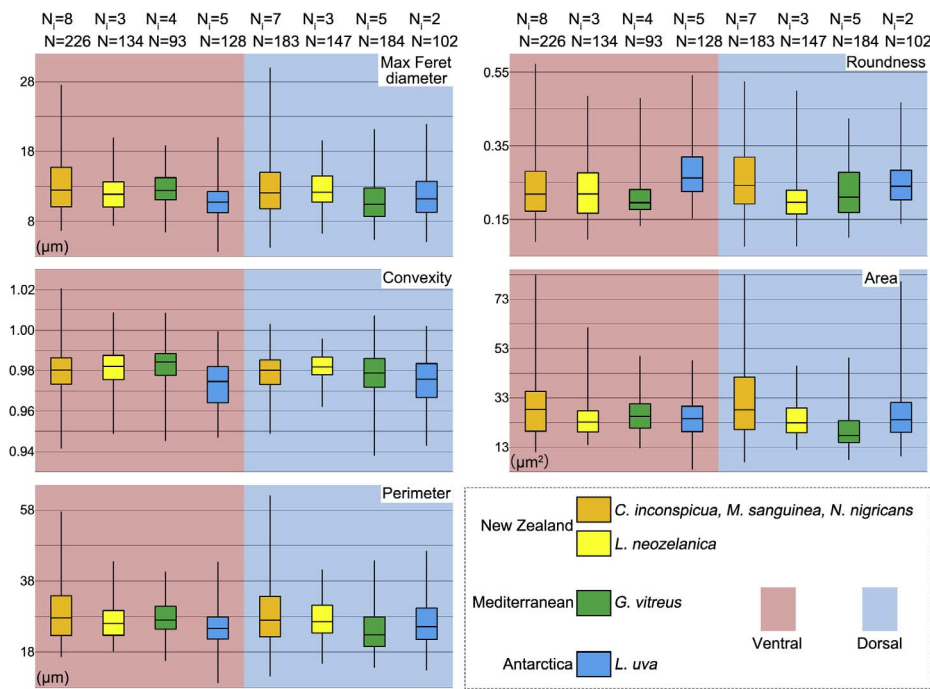 Nᵢ=8 Nᵢ=3 Nᵢ=4 Nᵢ=5 Nᵢ=7 Nᵢ=3 Nᵢ=5 Nᵢ=2
N=226 N=134 N=93 N=128 N=183 N=147 N=184 N=102
Max Feret
diameter
28
18
8
(μm)
Convexity
1.02
1.00
0.98
0.96
0.94
Perimeter
58
38
18
(μm)
Nᵢ=8 Nᵢ=3 Nᵢ=4 Nᵢ=5 Nᵢ=7 Nᵢ=3 Nᵢ=5 Nᵢ=2
N=226 N=134 N=93 N=128 N=183 N=147 N=184 N=102
Roundness
0.55
0.35
0.15
Area
73
53
33
13
(μm²)
New Zealand
C. inconspicua, M. sanguinea, N. nigricans
L. neozelanica
Mediterranean
G. vitreus
Antarctica
L. uva
Ventral
Dorsal